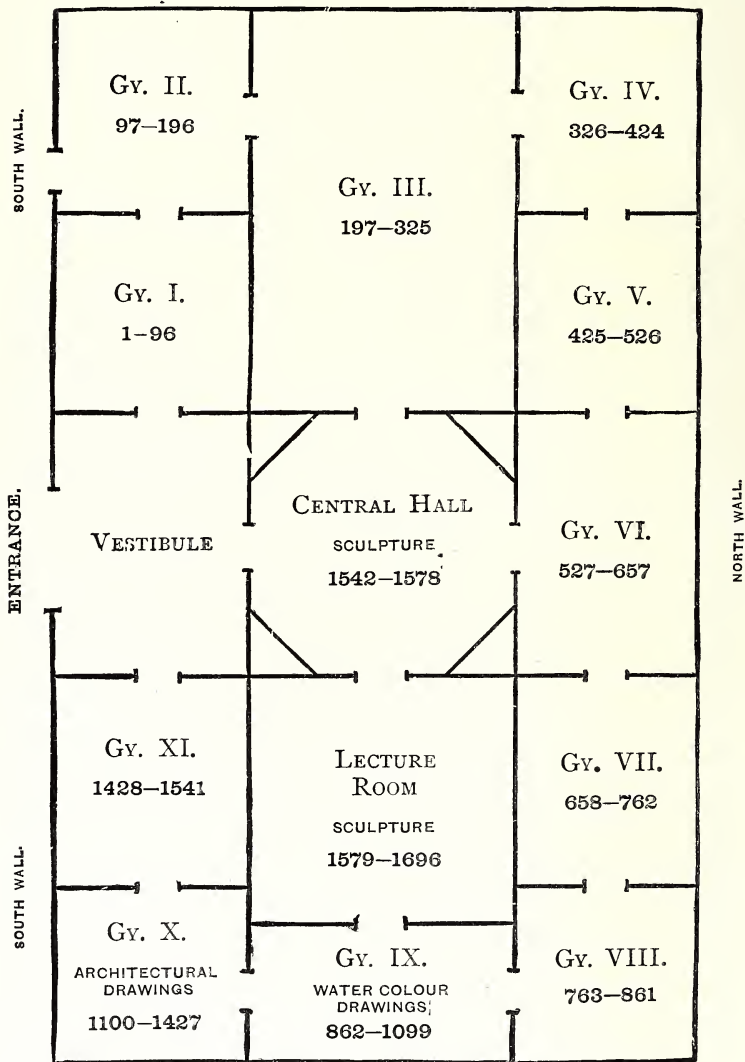 SOUTH WALL.
Gy. II.
97–196
Gy. III.
197–325
Gy. IV.
326–424
Gy. I.
1–96
Gy. V.
425–526
ENTRANCE.
VESTIBULE
CENTRAL HALL
SCULPTURE
1542–1578
Gy. VI.
527–657
NORTH WALL.
SOUTH WALL.
Gy. XI.
1428–1541
LECTURE
ROOM
SCULPTURE
1579–1696
Gy. VII.
658–762
Gy. X.
ARCHITECTURAL
DRAWINGS
1100–1427
Gy. IX.
WATER COLOUR
DRAWINGS
862–1099
Gy. VIII.
763–861